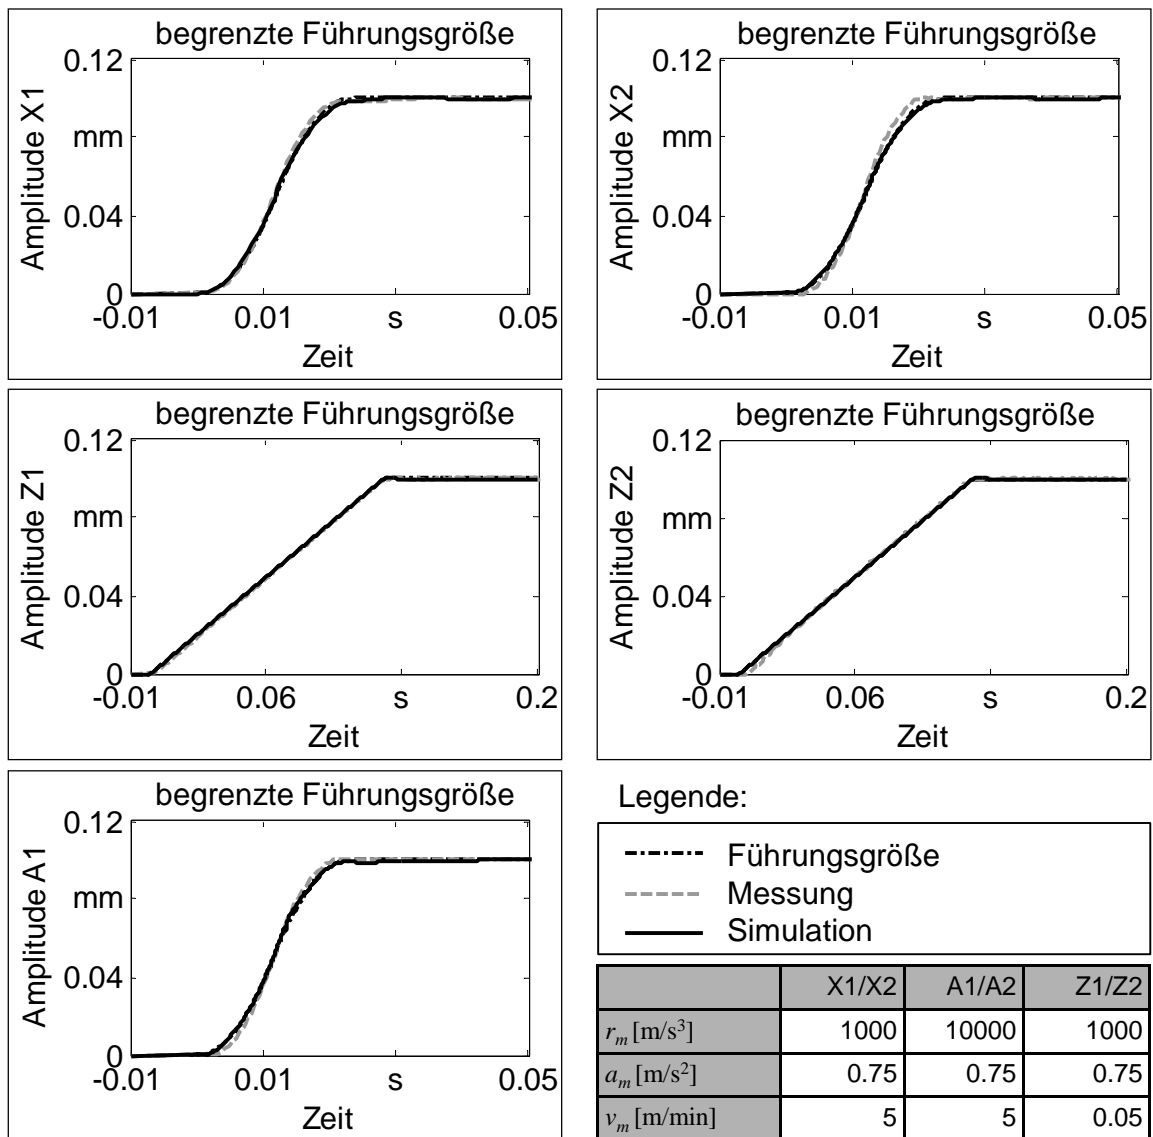 begrenzte Führungsgröße
0.12
Amplitude X1
mm
0.04
0
-0.01 0.01 s 0.05
Zeit
begrenzte Führungsgröße
0.12
Amplitude X2
mm
0.04
0
-0.01 0.01 s 0.05
Zeit
begrenzte Führungsgröße
0.12
Amplitude Z1
mm
0.04
0
-0.01 0.06 s 0.2
Zeit
begrenzte Führungsgröße
0.12
Amplitude Z2
mm
0.04
0
-0.01 0.06 s 0.2
Zeit
begrenzte Führungsgröße
0.12
Amplitude A1
mm
0.04
0
-0.01 0.01 s 0.05
Zeit
Legende:
Führungsgröße
Messung
Simulation
X1/X2 A1/A2 Z1/Z2
r_m [m/s³] 1000 10000 1000
a_m [m/s²] 0.75 0.75 0.75
v_m [m/min] 5 5 0.05